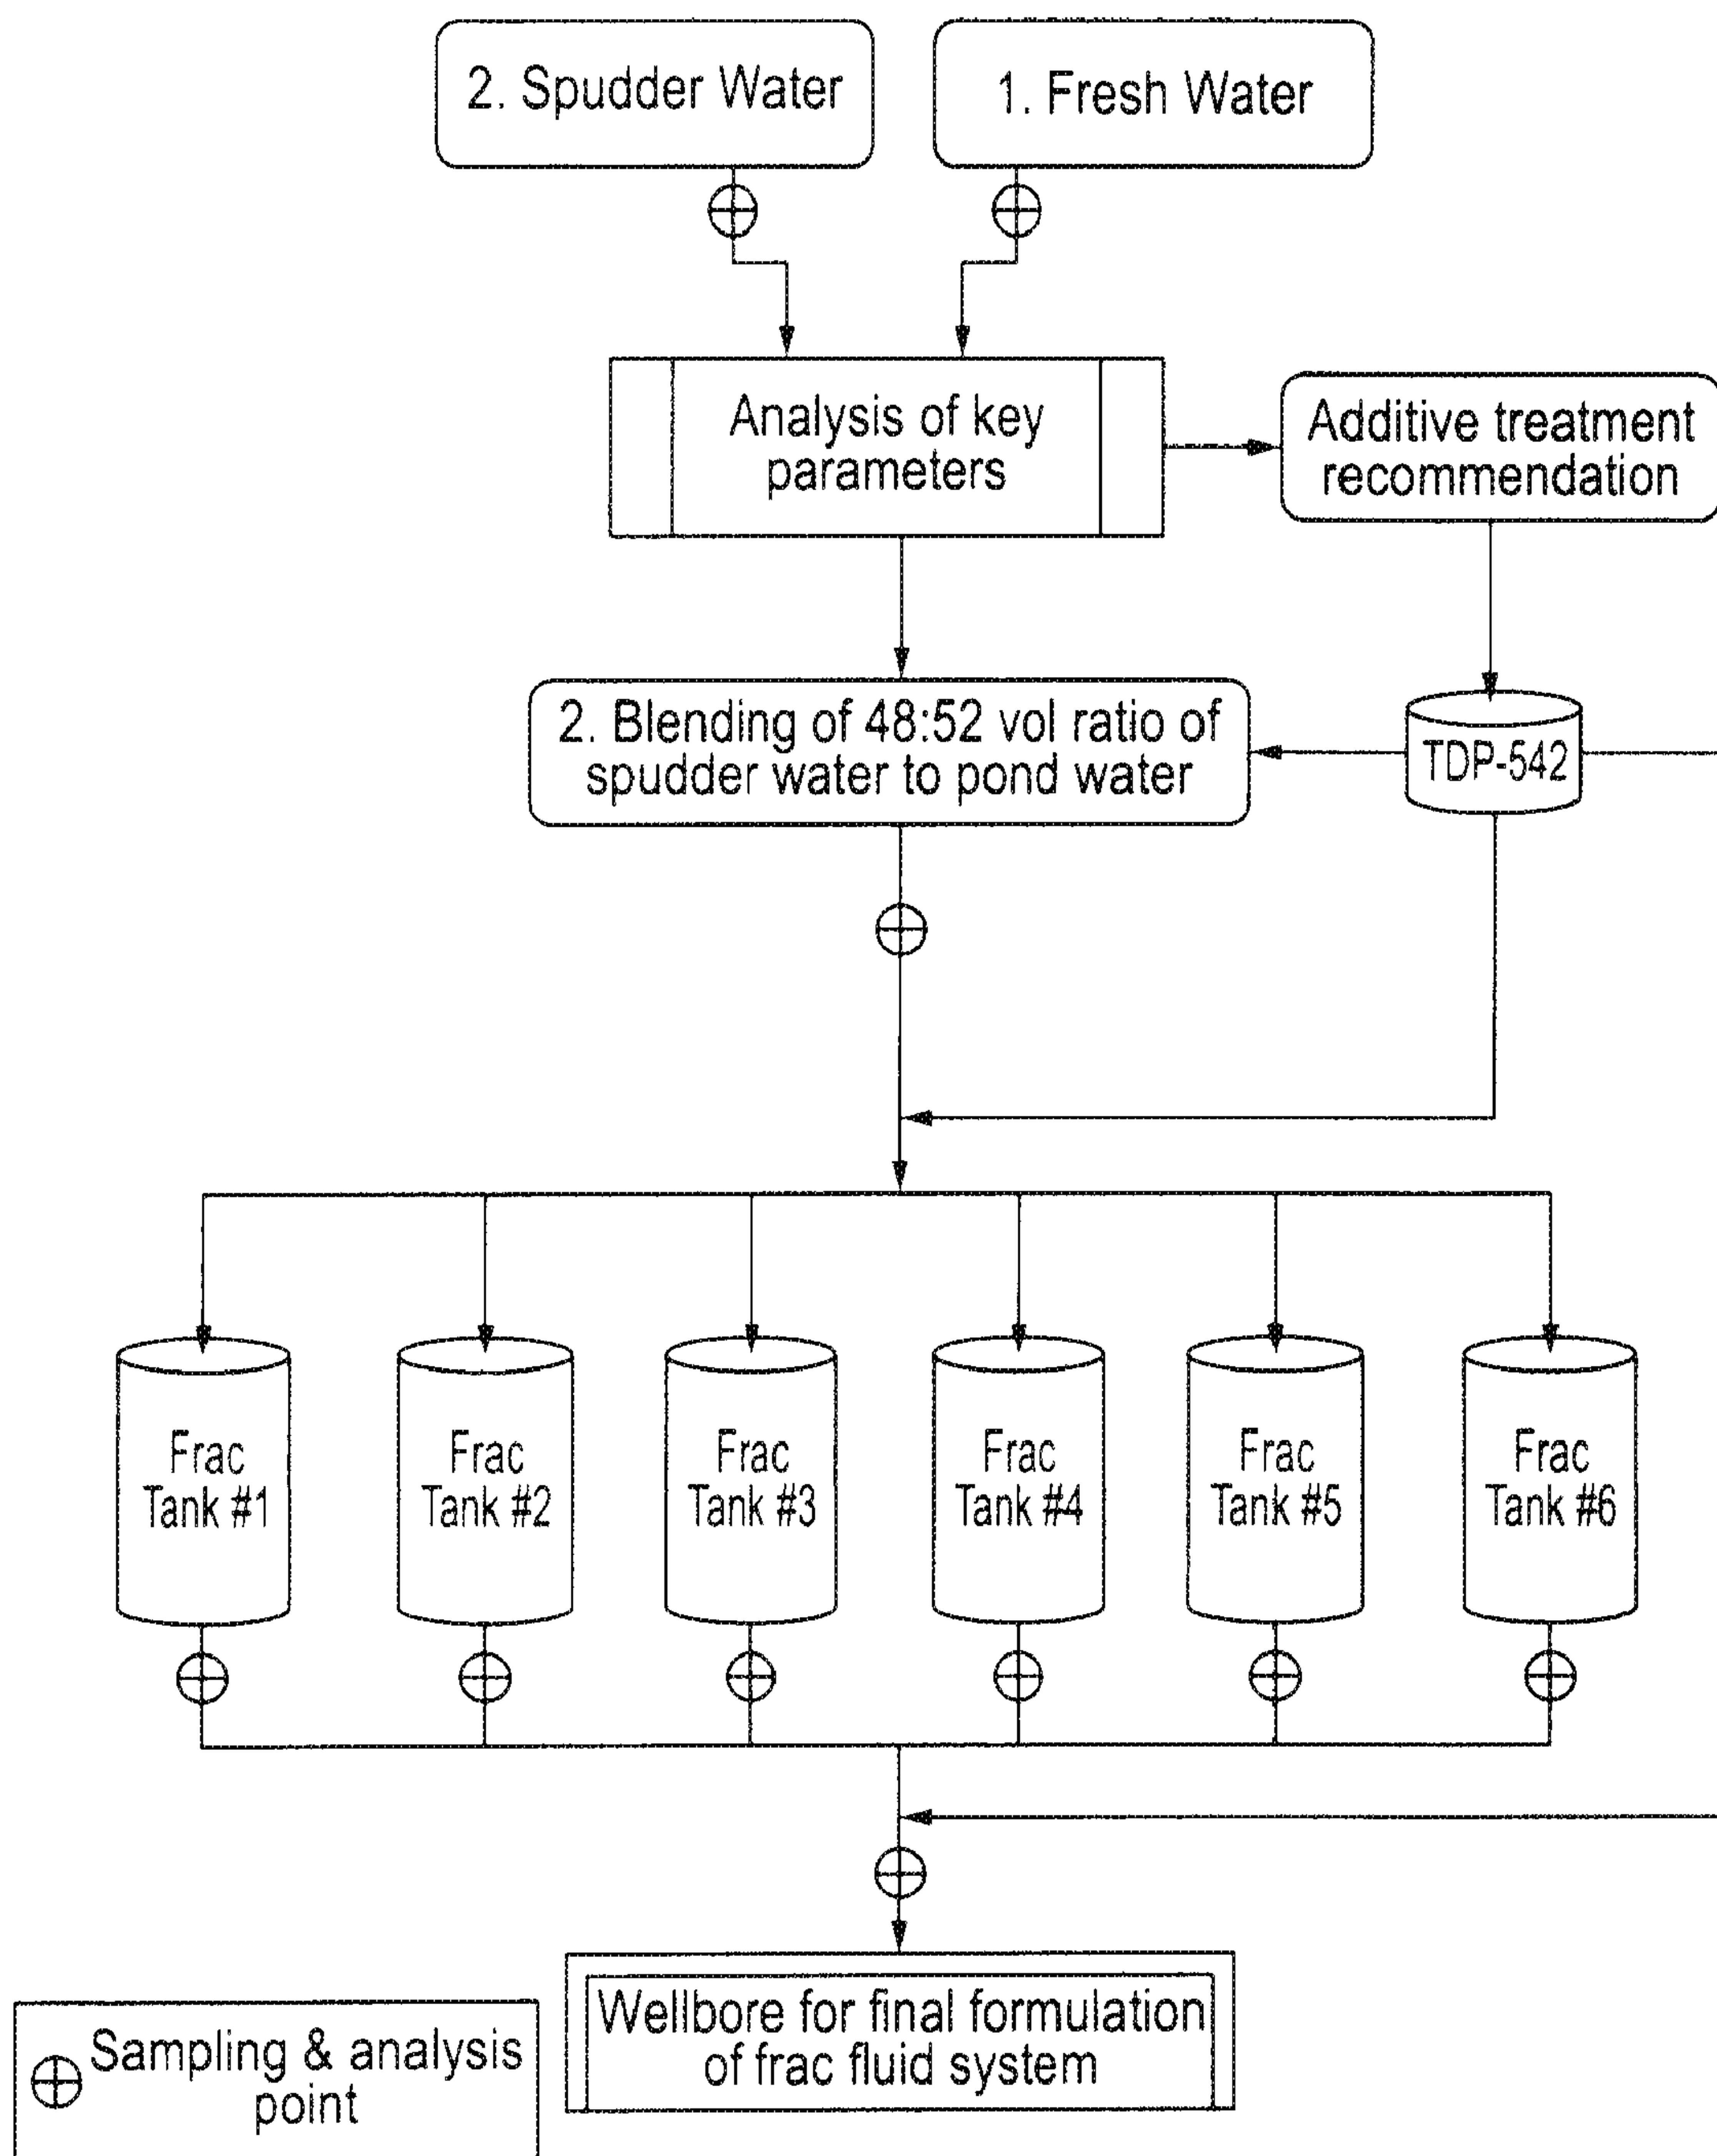 2. Spudder Water
1. Fresh Water
Analysis of key
parameters
Additive treatment
recommendation
2. Blending of 48:52 vol ratio of
spudder water to pond water
TDP-542
Frac
Tank #1
Frac
Tank #2
Frac
Tank #3
Frac
Tank #4
Frac
Tank #5
Frac
Tank #6
Wellbore for final formulation
of frac fluid system
Sampling & analysis
point